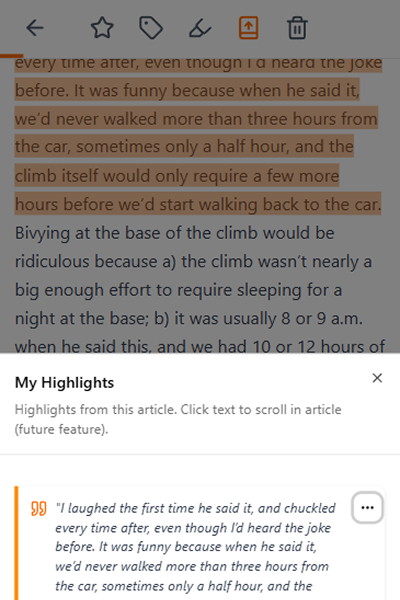 every time after, even though I'd heard the joke
before. It was funny because when he said it,
we'd never walked more than three hours from
the car, sometimes only a half hour, and the
climb itself would only require a few more
hours before we'd start walking back to the car.
Bivying at the base of the climb would be
ridiculous because a) the climb wasn't nearly a
big enough effort to require sleeping for a
night at the base; b) it was usually 8 or 9 a.m.
when he said this, and we had 10 or 12 hours of
My Highlights
Highlights from this article. Click text to scroll in article
(future feature).
"I laughed the first time he said it, and chuckled
every time after, even though I'd heard the joke
before. It was funny because when he said it,
we'd never walked more than three hours from
the car, sometimes only a half hour, and the